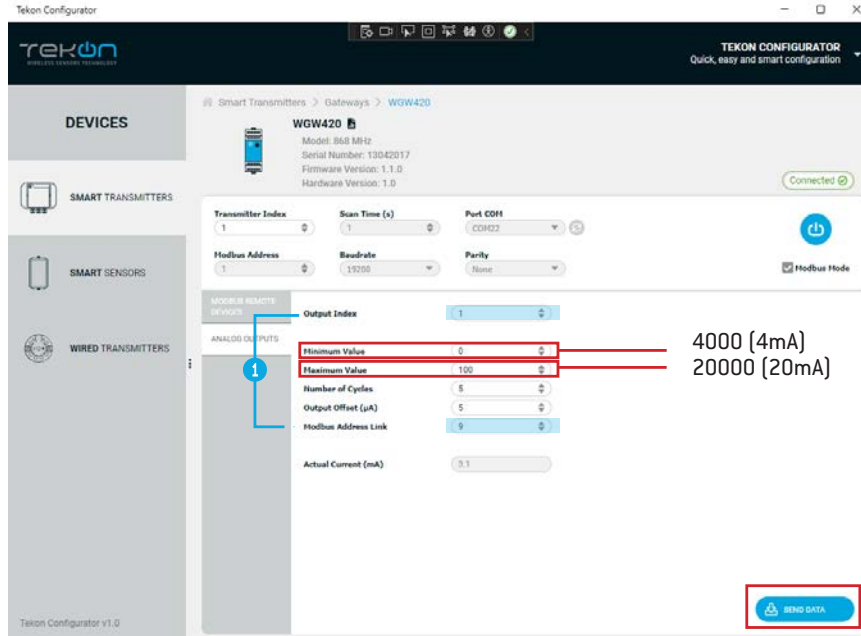 Tekon Configurator
TEKON
WIRELESS SENSORS TECHNOLOGY
TEKON CONFIGURATOR
Quick, easy and smart configuration
DEVICES
SMART TRANSMITTERS
SMART SENSORS
WIRED TRANSMITTERS
Tekon Configurator v1.0
Smart Transmitters > Gateways > WGW420
WGW420
Model: 868 MHz
Serial Number: 13042017
Firmware Version: 1.1.0
Hardware Version: 1.0
Connected
Transmitter Index Scan Time (s) Port COM
1 1 COM22
Modbus Address Baudrate Parity
1 19200 None
Modbus Mode
MODBUS REMOTE
DEVICES
ANALOG OUTPUTS
1
Output Index 1
Minimum Value 0
4000 (4mA)
Maximum Value 100
20000 (20mA)
Number of Cycles 5
Output Offset (µA) 5
Modbus Address Link 9
Actual Current (mA) 3.1
SEND DATA